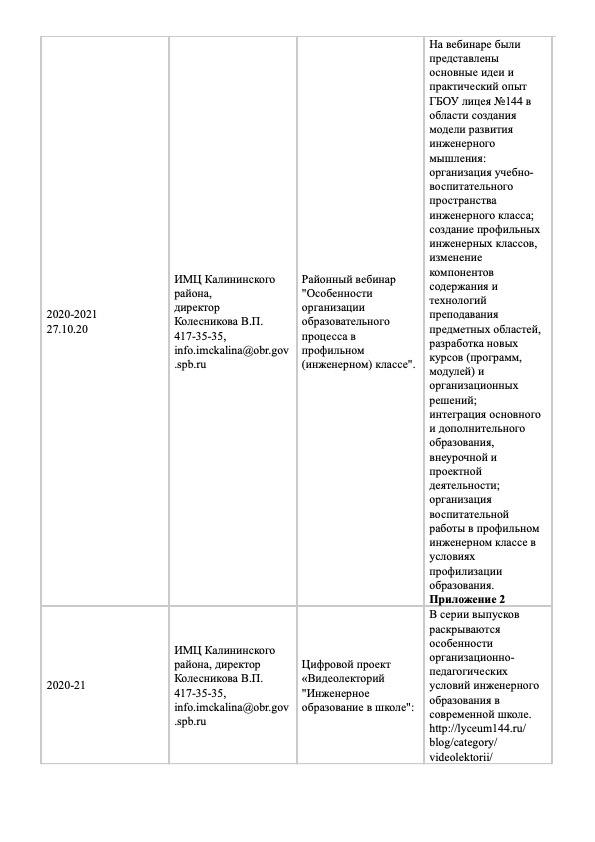 2020-2021
27.10.20
ИМЦ Калининского
района,
директор
Колесникова В.П.
417-35-35,
info.imckalina@obr.gov
.spb.ru
Районный вебинар
"Особенности
организации
образовательного
процесса в
профильном
(инженерном) классе".
На вебинаре были
представлены
основные идеи и
практический опыт
ГБОУ лицея №144 в
области создания
модели развития
инженерного
мышления:
организация учебно-
воспитательного
пространства
инженерного класса;
создание профильных
инженерных классов,
изменение
компонентов
содержания и
технологий
преподавания
предметных областей,
разработка новых
курсов (программ,
модулей) и
организационных
решений;
интеграция основного
и дополнительного
образования,
внеурочной и
проектной
деятельности;
организация
воспитательной
работы в профильном
инженерном классе в
условиях
профилизации
образования.
Приложение 2
2020-21
ИМЦ Калининского
района, директор
Колесникова В.П.
417-35-35,
info.imckalina@obr.gov
.spb.ru
Цифровой проект
«Видеолекторий
"Инженерное
образование в школе":
В серии выпусков
раскрываются
особенности
организационно-
педагогических
условий инженерного
образования в
современной школе.
http://lyceum144.ru/
blog/category/
videolektorii/